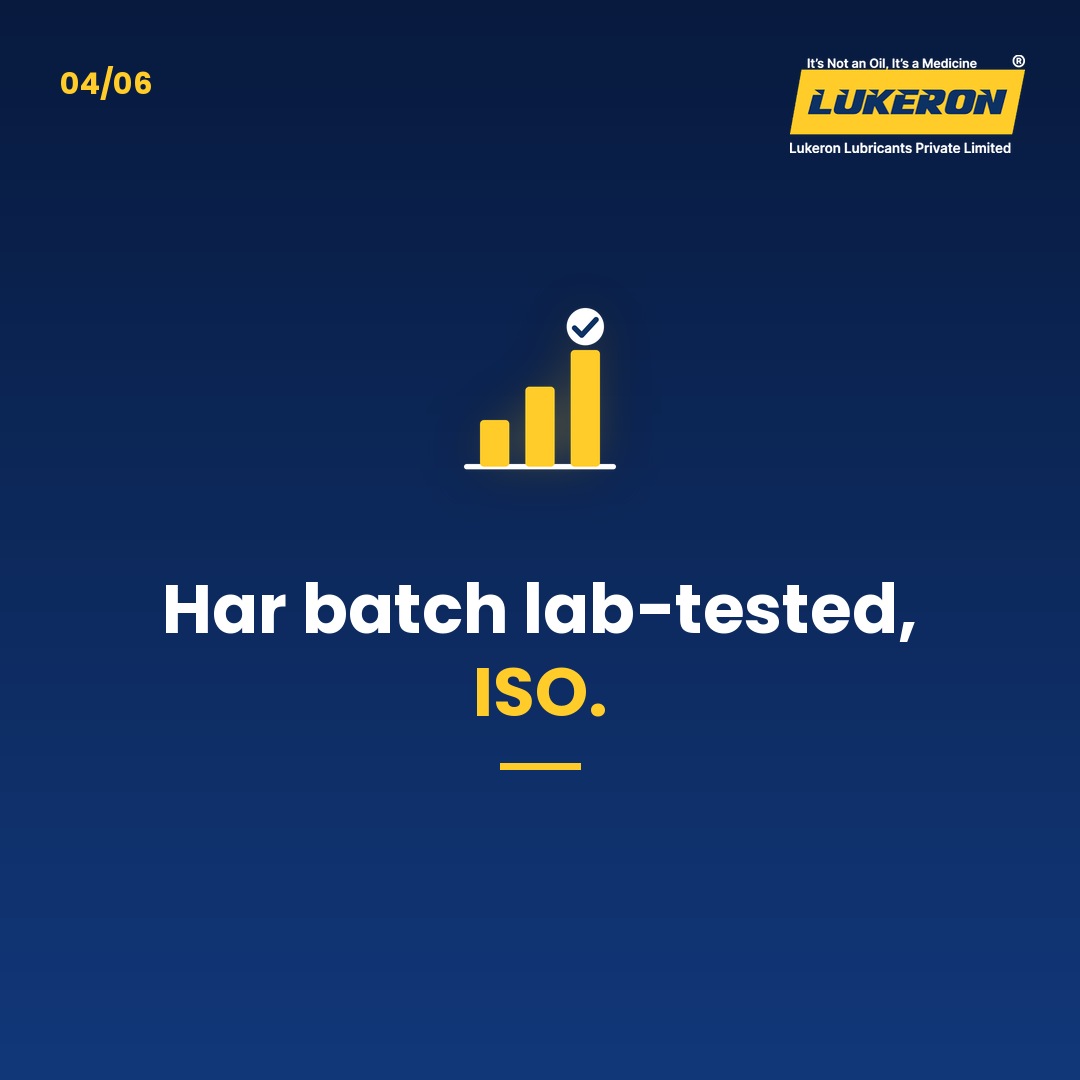 04/06
It's Not an Oil, It's a Medicine ®
LUKERON
Lukeron Lubricants Private Limited
Har batch lab-tested,
ISO.